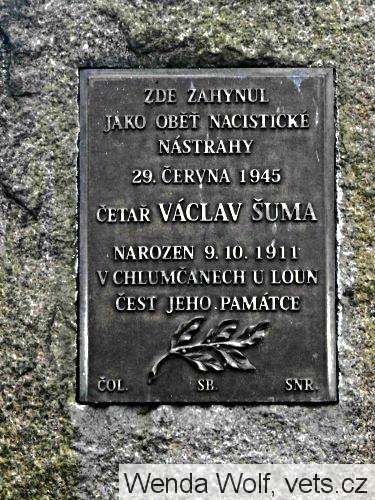 ZDE ZAHYNUL
JAKO OBĚŤ NACISTICKÉ
NÁSTRAHY
29. ČERVNA 1945
ČETAŘ VÁCLAV ŠUMA
NAROZEN 9. 10. 1911
V CHLUMČANECH U LOUN
ČEST JEHO PAMÁTCE
ČOL. SB. SNR.
Wenda Wolf, vets.cz